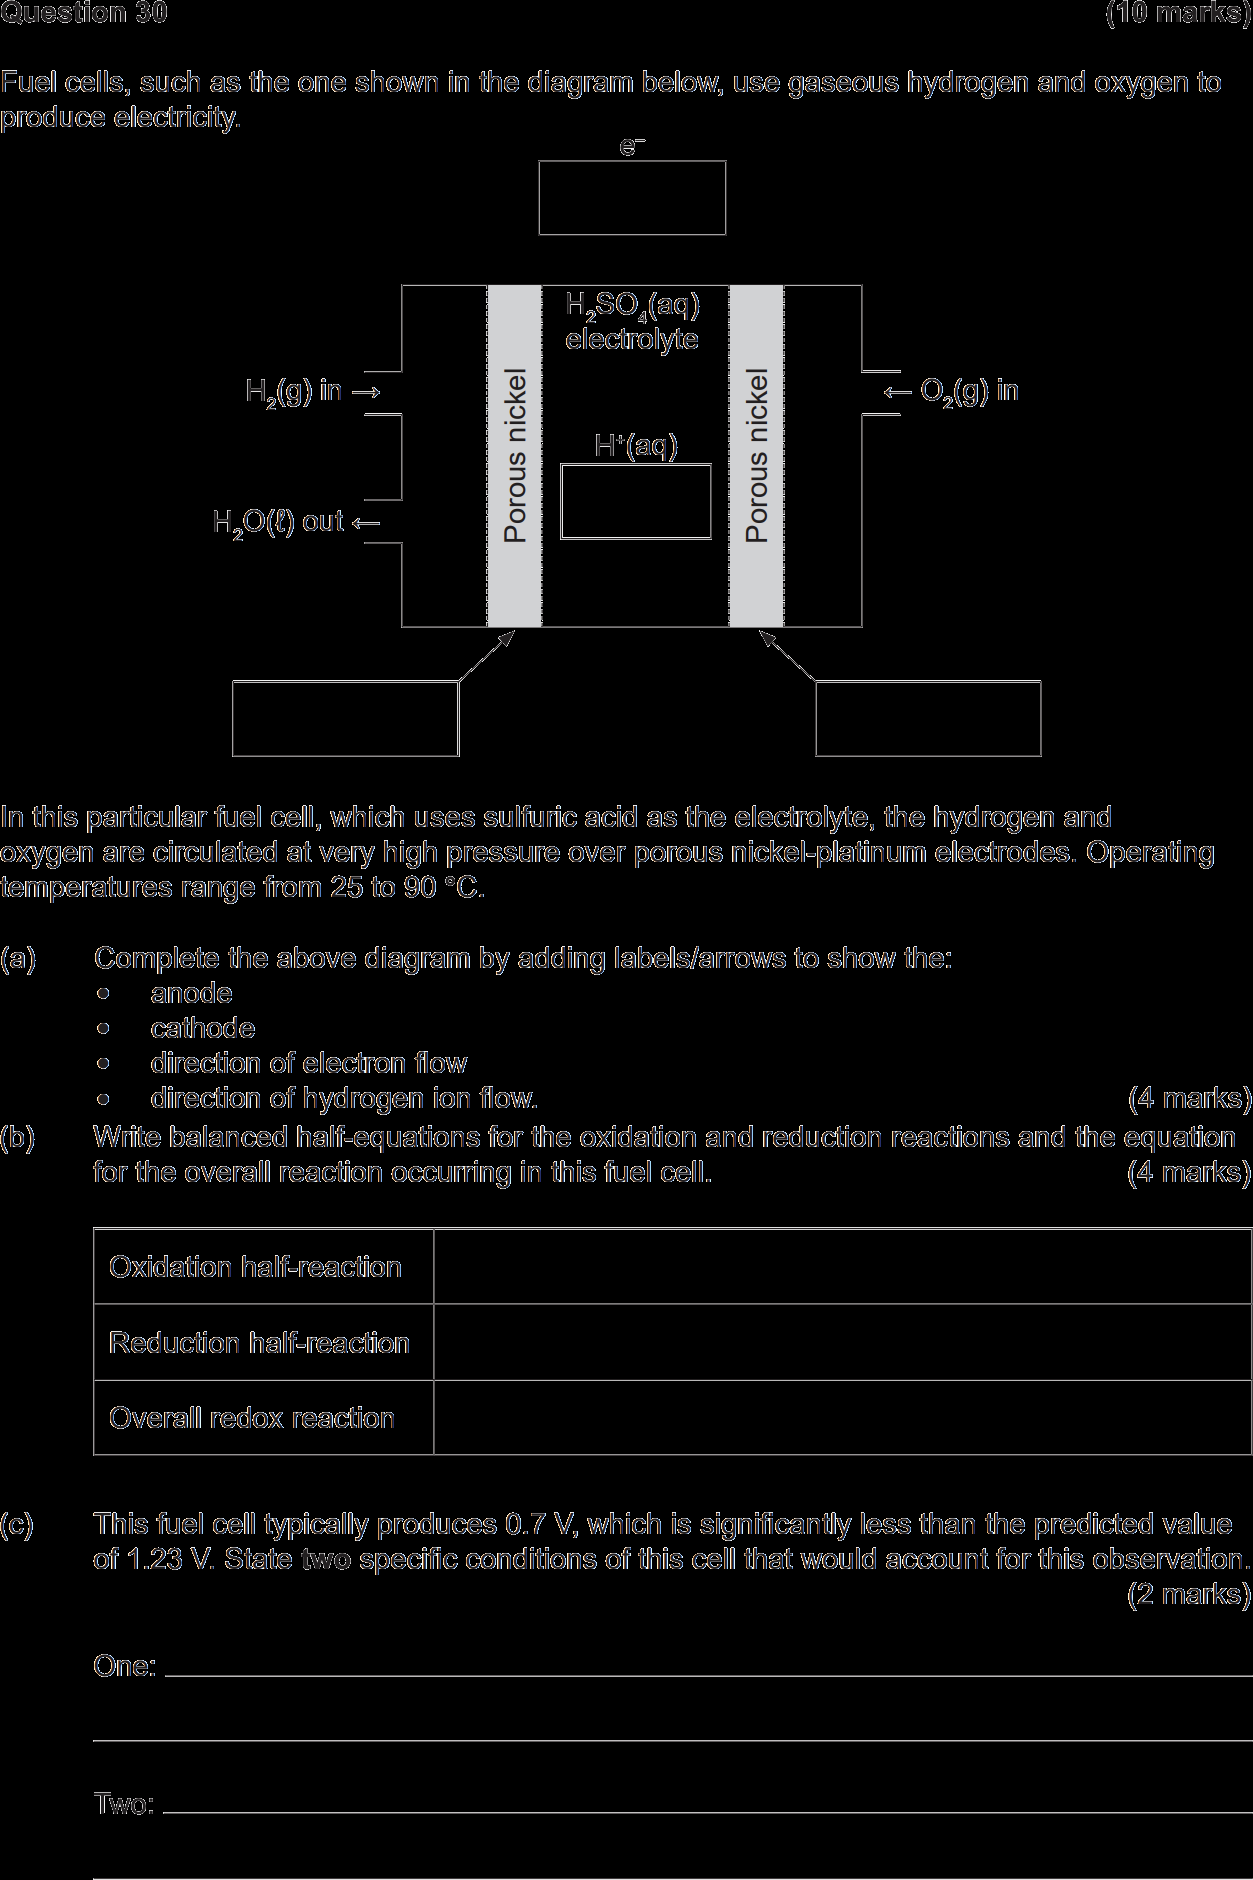 Question 30 (10 marks)
Fuel cells, such as the one shown in the diagram below, use gaseous hydrogen and oxygen to
produce electricity.
e⁻
H₂SO₄(aq)
electrolyte
Porous nickel
Porous nickel
H₂(g) in →
← O₂(g) in
H⁺(aq)
H₂O(ℓ) out ←
In this particular fuel cell, which uses sulfuric acid as the electrolyte, the hydrogen and
oxygen are circulated at very high pressure over porous nickel-platinum electrodes. Operating
temperatures range from 25 to 90 °C.
(a) Complete the above diagram by adding labels/arrows to show the:
• anode
• cathode
• direction of electron flow
• direction of hydrogen ion flow. (4 marks)
(b) Write balanced half-equations for the oxidation and reduction reactions and the equation
for the overall reaction occurring in this fuel cell. (4 marks)
Oxidation half-reaction
Reduction half-reaction
Overall redox reaction
(c) This fuel cell typically produces 0.7 V, which is significantly less than the predicted value
of 1.23 V. State two specific conditions of this cell that would account for this observation.
(2 marks)
One:
Two: